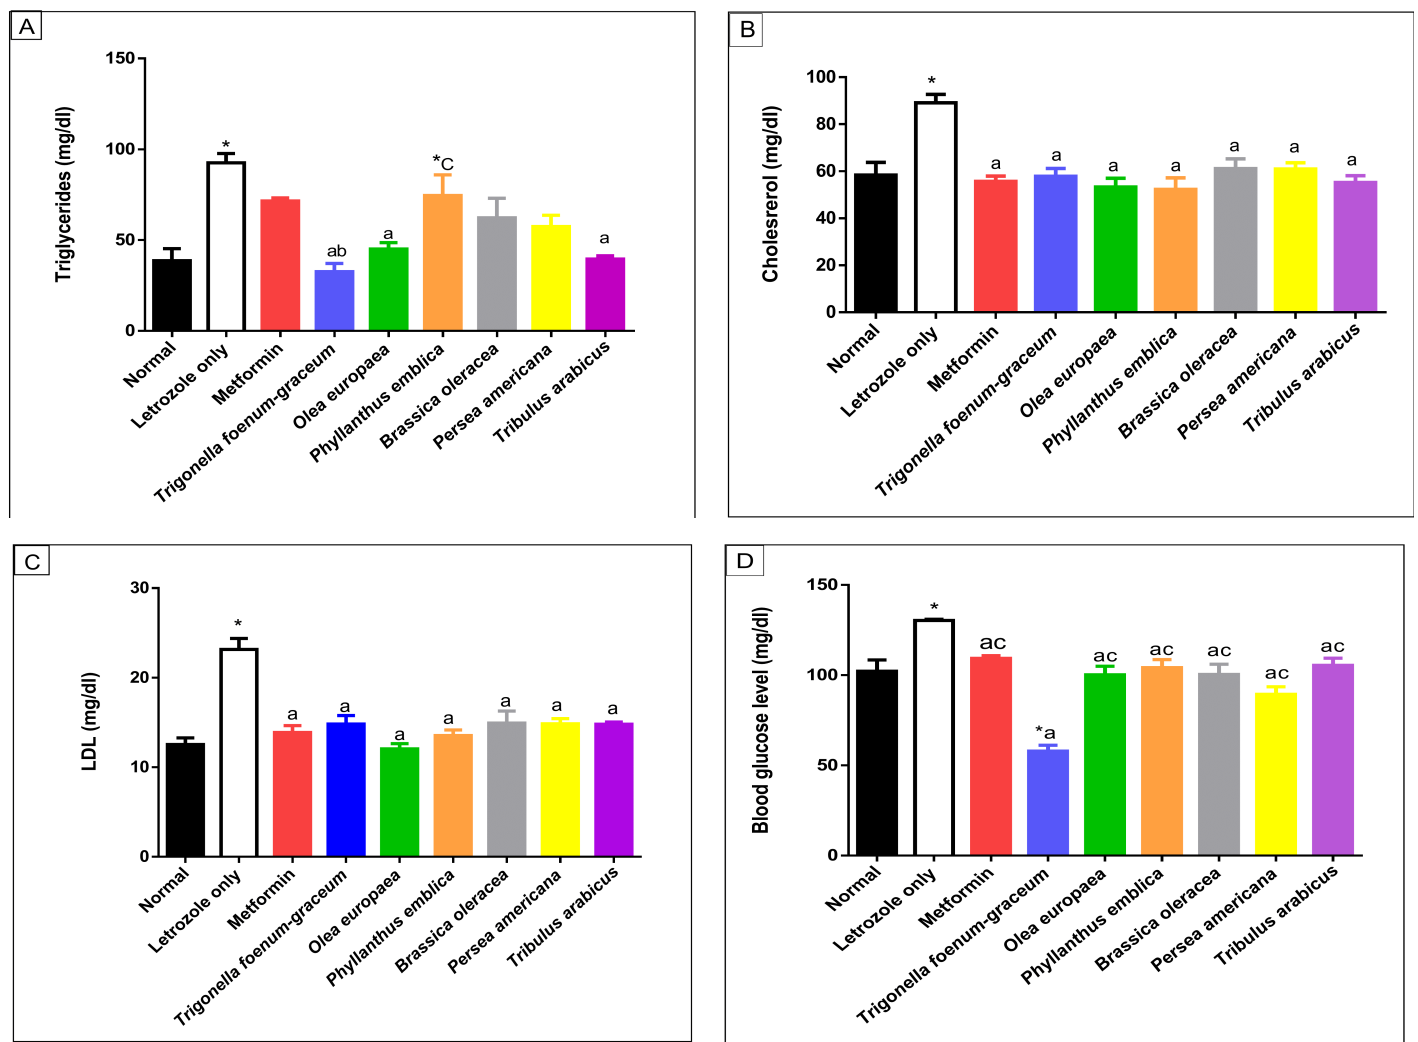 A
Triglycerides (mg/dl)
150
100
50
0
*
ab
a
*C
a
Normal
Letrozole only
Metformin
Trigonella foenum-graceum
Olea europaea
Phyllanthus emblica
Brassica oleracea
Persea americana
Tribulus arabicus
B
Cholesrerol (mg/dl)
100
80
60
40
20
0
*
a
a
a
a
a
a
a
Normal
Letrozole only
Metformin
Trigonella foenum-graceum
Olea europaea
Phyllanthus emblica
Brassica oleracea
Persea americana
Tribulus arabicus
C
LDL (mg/dl)
30
20
10
0
*
a
a
a
a
a
a
a
Normal
Letrozole only
Metformin
Trigonella foenum-graceum
Olea europaea
Phyllanthus emblica
Brassica oleracea
Persea americana
Tribulus arabicus
D
Blood glucose level (mg/dl)
150
100
50
0
*
ac
*a
ac
ac
ac
ac
ac
Normal
Letrozole only
Metformin
Trigonella foenum-graceum
Olea europaea
Phyllanthus emblica
Brassica oleracea
Persea americana
Tribulus arabicus